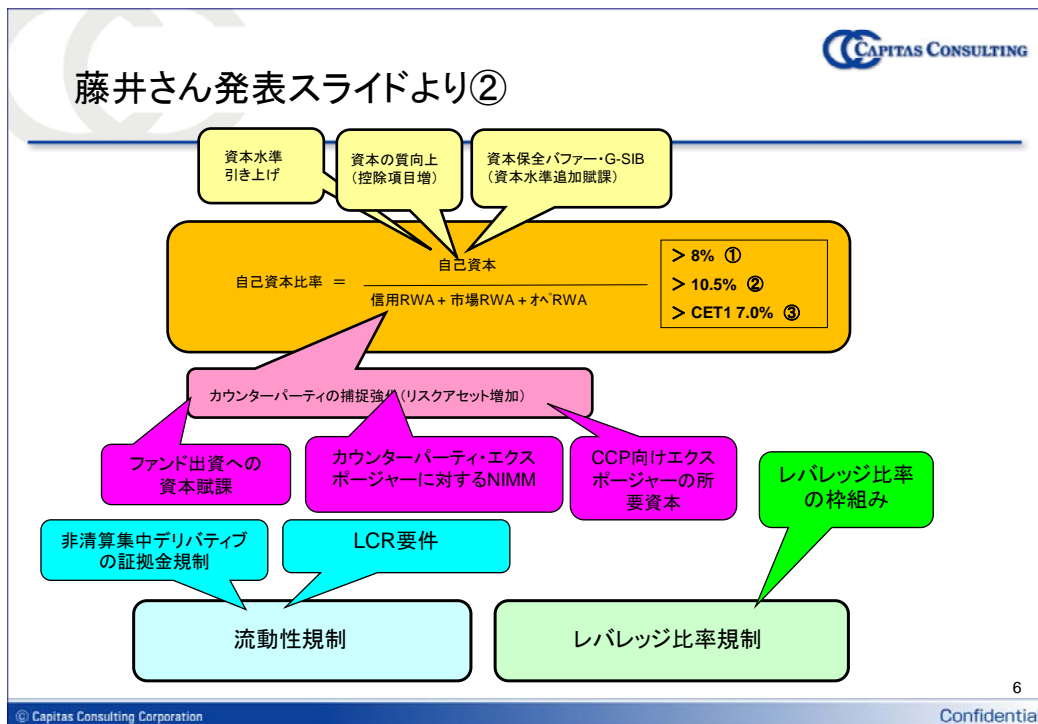 CAPITAS CONSULTING
藤井さん発表スライドより②
資本水準
引き上げ
資本の質向上
(控除項目増)
資本保全バファー・G-SIB
(資本水準追加賦課)
自己資本比率 =
自己資本
信用RWA + 市場RWA + オペRWA
> 8% ①
> 10.5% ②
> CET1 7.0% ③
カウンターパーティの捕捉強化(リスクアセット増加)
ファンド出資への
資本賦課
カウンターパーティ・エクス
ポージャーに対するNIMM
CCP向けエクス
ポージャーの所
要資本
レバレッジ比率
の枠組み
非清算集中デリバティブ
の証拠金規制
LCR要件
流動性規制
レバレッジ比率規制
6
© Capitas Consulting Corporation
Confidentia